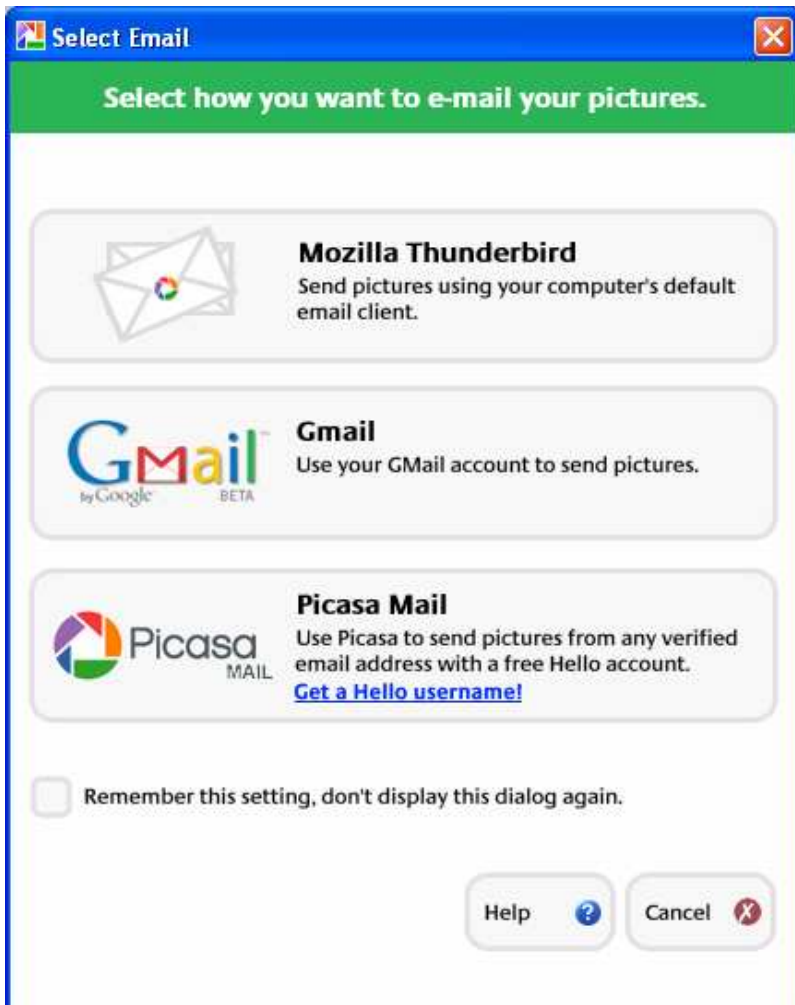 Select Email
Select how you want to e-mail your pictures.
Mozilla Thunderbird
Send pictures using your computer's default
email client.
GMail
by Google BETA
Gmail
Use your GMail account to send pictures.
Picasa
MAIL
Picasa Mail
Use Picasa to send pictures from any verified
email address with a free Hello account.
Get a Hello username!
Remember this setting, don't display this dialog again.
Help
Cancel